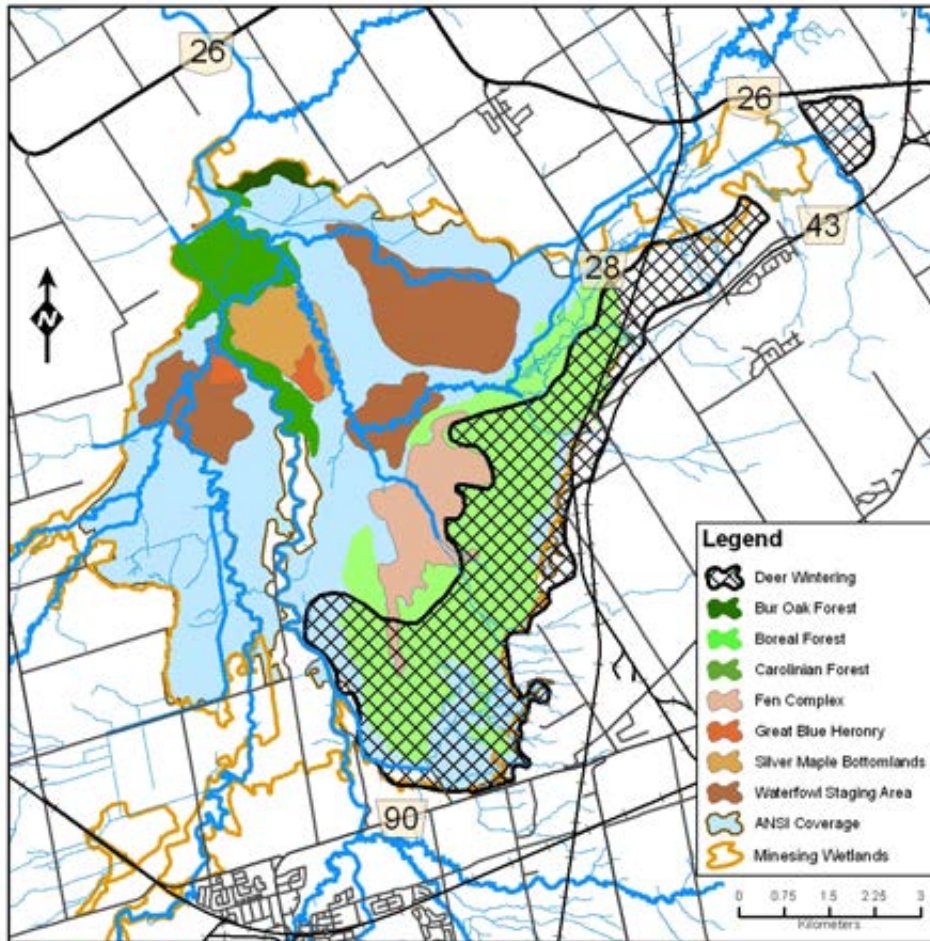 26
26
43
28
N
Legend
Deer Wintering
Bur Oak Forest
Boreal Forest
Carolinian Forest
Fen Complex
Great Blue Heronry
Silver Maple Bottomlands
Waterfowl Staging Area
ANSI Coverage
Minesing Wetlands
90
0 0.75 1.5 2.25 3
Kilometers